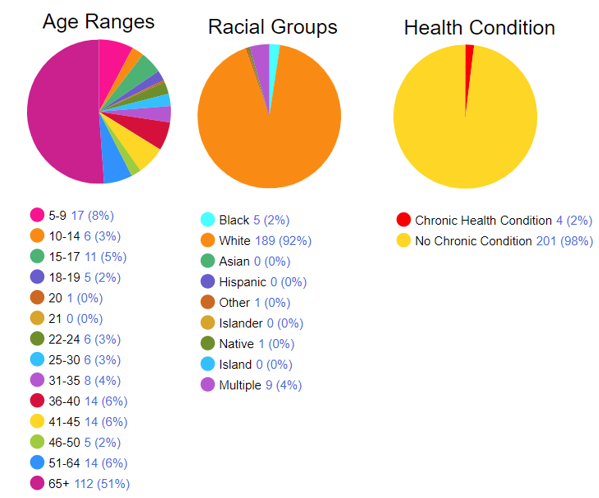 Age Ranges
5-9 17 (8%)
10-14 6 (3%)
15-17 11 (5%)
18-19 5 (2%)
20 1 (0%)
21 0 (0%)
22-24 6 (3%)
25-30 6 (3%)
31-35 8 (4%)
36-40 14 (6%)
41-45 14 (6%)
46-50 5 (2%)
51-64 14 (6%)
65+ 112 (51%)
Racial Groups
Black 5 (2%)
White 189 (92%)
Asian 0 (0%)
Hispanic 0 (0%)
Other 1 (0%)
Islander 0 (0%)
Native 1 (0%)
Island 0 (0%)
Multiple 9 (4%)
Health Condition
Chronic Health Condition 4 (2%)
No Chronic Condition 201 (98%)